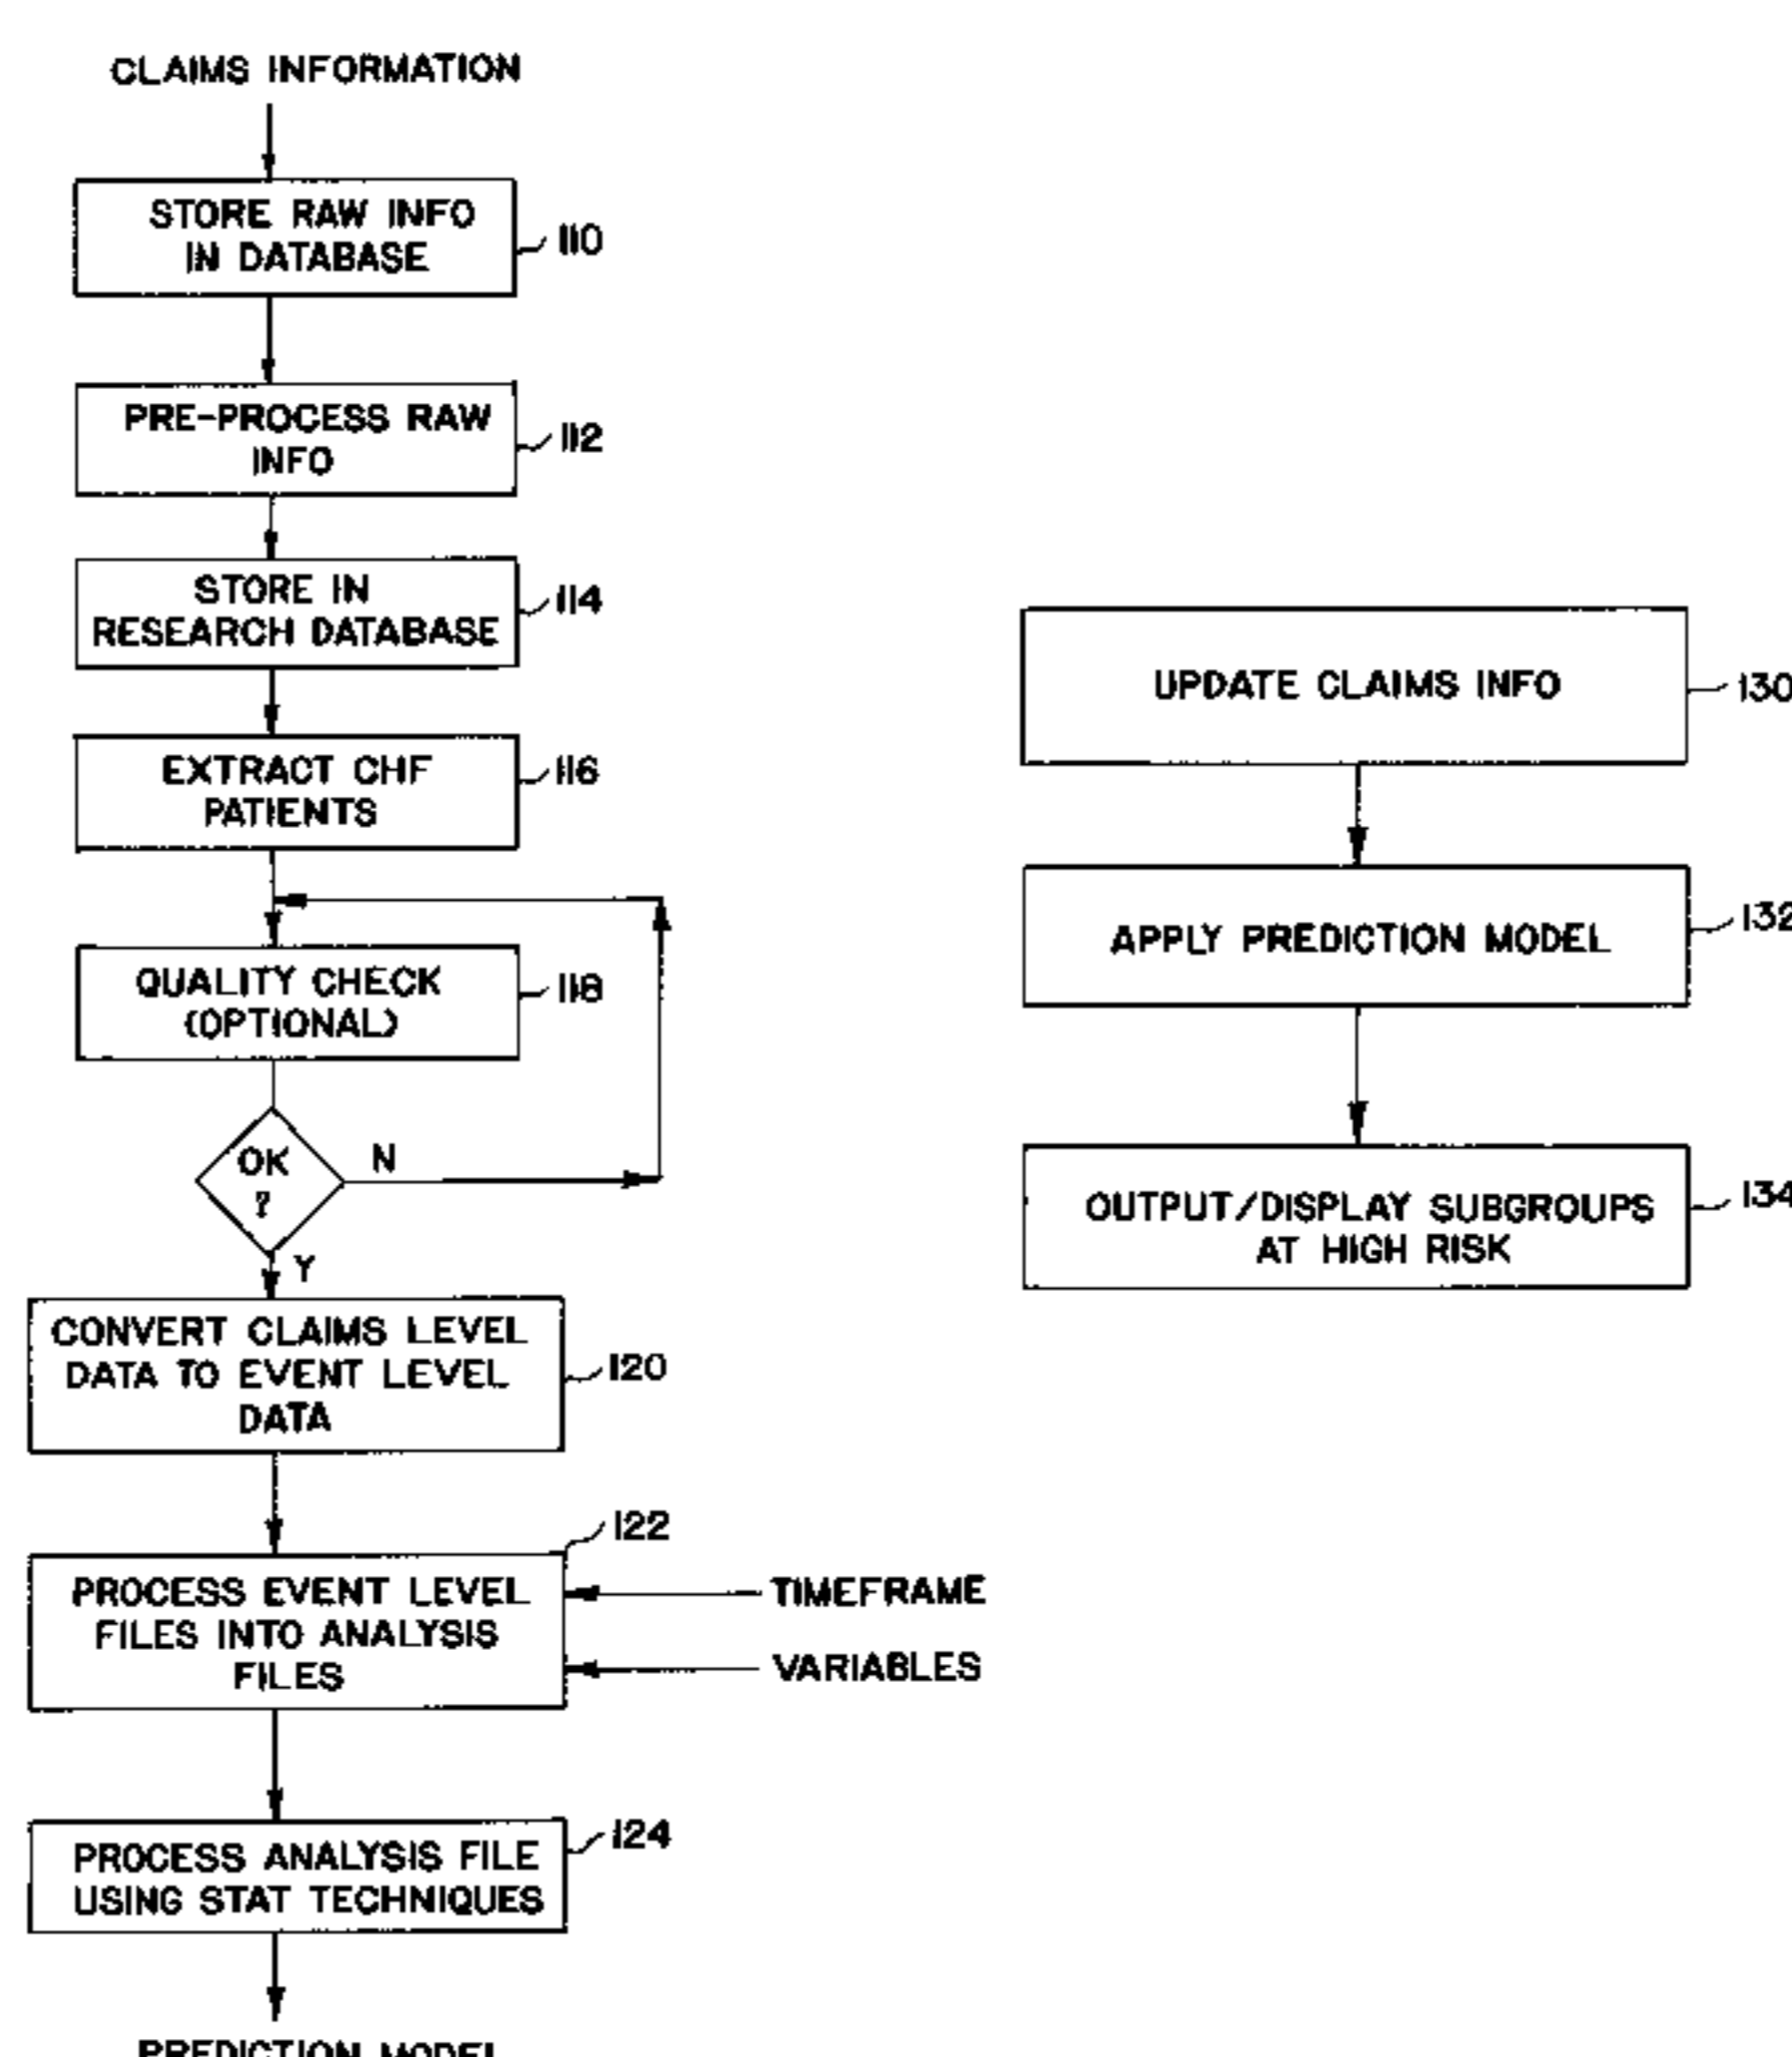 CLAIMS INFORMATION
STORE RAW INFO
IN DATABASE
110
PRE-PROCESS RAW
INFO
112
STORE IN
RESEARCH DATABASE
114
EXTRACT CHF
PATIENTS
116
QUALITY CHECK
(OPTIONAL)
118
OK
?
N
Y
CONVERT CLAIMS LEVEL
DATA TO EVENT LEVEL
DATA
120
122
PROCESS EVENT LEVEL
FILES INTO ANALYSIS
FILES
TIMEFRAME
VARIABLES
124
PROCESS ANALYSIS FILE
USING STAT TECHNIQUES
PREDICTION MODEL
UPDATE CLAIMS INFO
130
APPLY PREDICTION MODEL
132
OUTPUT/DISPLAY SUBGROUPS
AT HIGH RISK
134